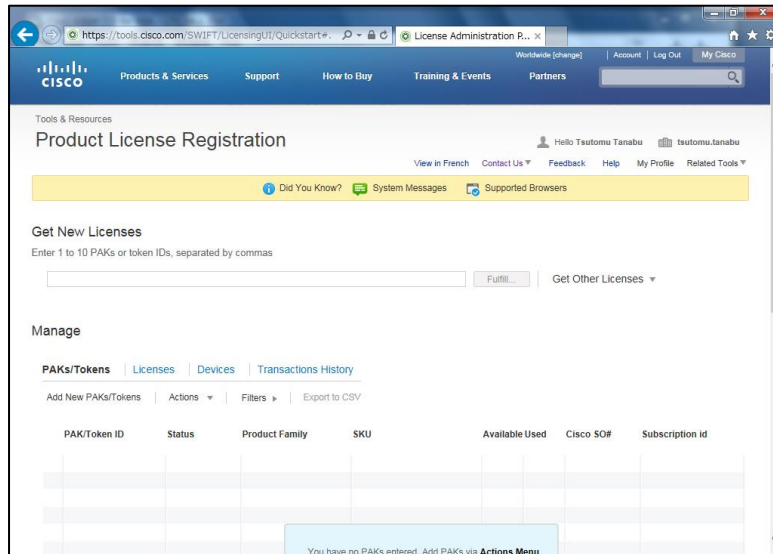 https://tools.cisco.com/SWIFT/LicensingUI/Quickstart#.
License Administration P...
Worldwide [change] | Account | Log Out My Cisco
CISCO
Products & Services Support How to Buy Training & Events Partners
Tools & Resources
Product License Registration
Hello Tsutomu Tanabu tsutomu.tanabu
View in French Contact Us Feedback Help My Profile Related Tools
Did You Know? System Messages Supported Browsers
Get New Licenses
Enter 1 to 10 PAKs or token IDs, separated by commas
Fulfill... Get Other Licenses
Manage
PAKs/Tokens | Licenses | Devices | Transactions History
Add New PAKs/Tokens | Actions | Filters | Export to CSV
PAK/Token ID Status Product Family SKU Available Used Cisco SO# Subscription id
You have no PAKs entered. Add PAKs via Actions Menu